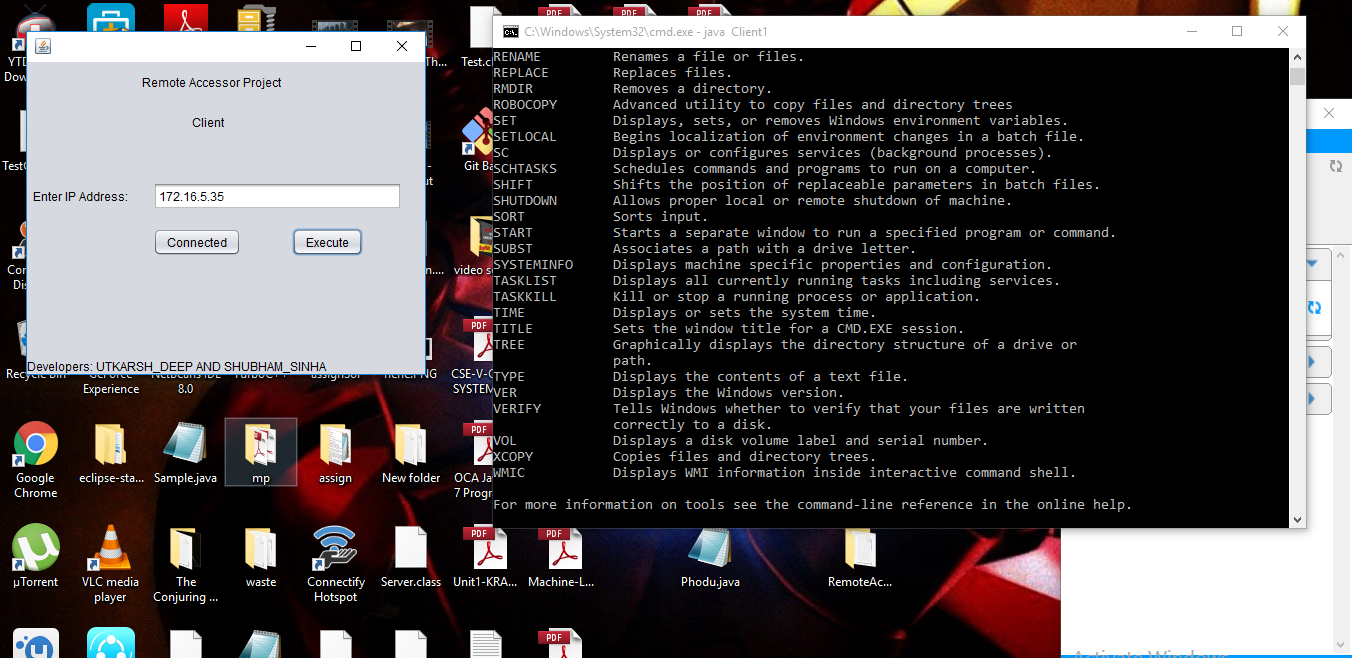 Remote Accessor Project
Client
Enter IP Address:
172.16.5.35
Connected
Execute
Developers: UTKARSH_DEEP AND SHUBHAM_SINHA
C:\Windows\System32\cmd.exe - java Client1
RENAME Renames a file or files.
REPLACE Replaces files.
RMDIR Removes a directory.
ROBOCOPY Advanced utility to copy files and directory trees
SET Displays, sets, or removes Windows environment variables.
SETLOCAL Begins localization of environment changes in a batch file.
SC Displays or configures services (background processes).
SCHTASKS Schedules commands and programs to run on a computer.
SHIFT Shifts the position of replaceable parameters in batch files.
SHUTDOWN Allows proper local or remote shutdown of machine.
SORT Sorts input.
START Starts a separate window to run a specified program or command.
SUBST Associates a path with a drive letter.
SYSTEMINFO Displays machine specific properties and configuration.
TASKLIST Displays all currently running tasks including services.
TASKKILL Kill or stop a running process or application.
TIME Displays or sets the system time.
TITLE Sets the window title for a CMD.EXE session.
TREE Graphically displays the directory structure of a drive or
path.
TYPE Displays the contents of a text file.
VER Displays the Windows version.
VERIFY Tells Windows whether to verify that your files are written
correctly to a disk.
VOL Displays a disk volume label and serial number.
XCOPY Copies files and directory trees.
WMIC Displays WMI information inside interactive command shell.
For more information on tools see the command-line reference in the online help.
PDF
PDF
PDF
PDF
Test.c
Git Ba
video s
PDF
CSE-V-C
SYSTEM
Experience
8.0
Google
Chrome
eclipse-sta...
Sample.java
mp
assign
New folder
PDF
OCA Ja
7 Progr
µTorrent
VLC media
player
The
Conjuring ...
waste
Connectify
Hotspot
Server.class
PDF
Unit1-KRA...
PDF
Machine-L...
Phodu.java
RemoteAc...
PDF